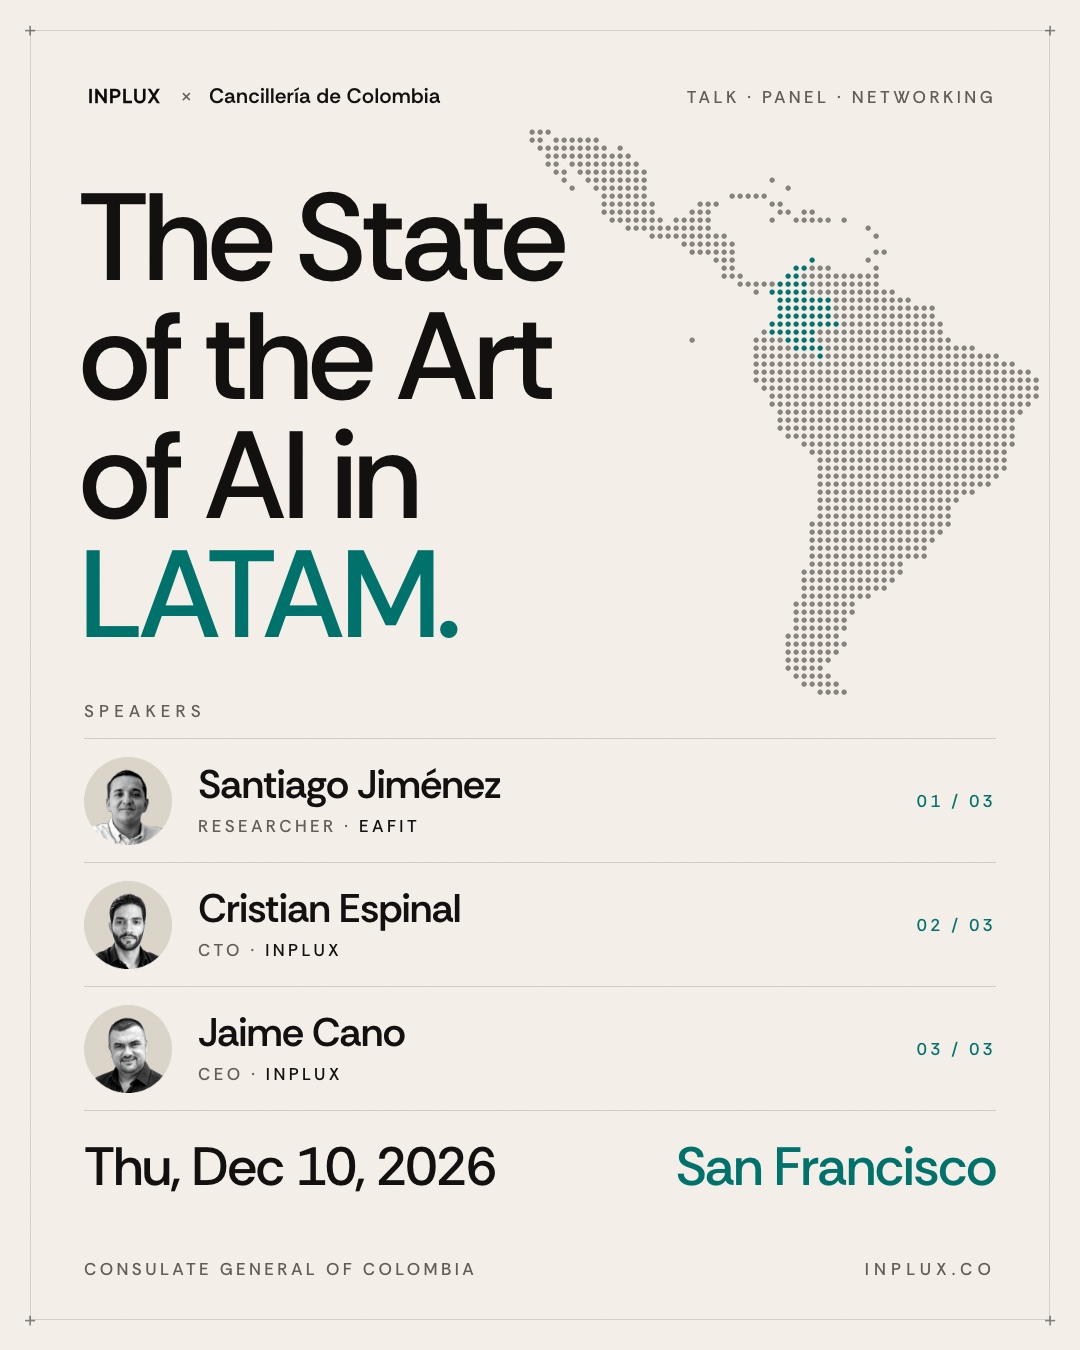 INPLUX × Cancillería de Colombia
TALK · PANEL · NETWORKING
The State
of the Art
of AI in
LATAM.
SPEAKERS
Santiago Jiménez
RESEARCHER · EAFIT
01 / 03
Cristian Espinal
CTO · INPLUX
02 / 03
Jaime Cano
CEO · INPLUX
03 / 03
Thu, Dec 10, 2026
San Francisco
CONSULATE GENERAL OF COLOMBIA
INPLUX.CO